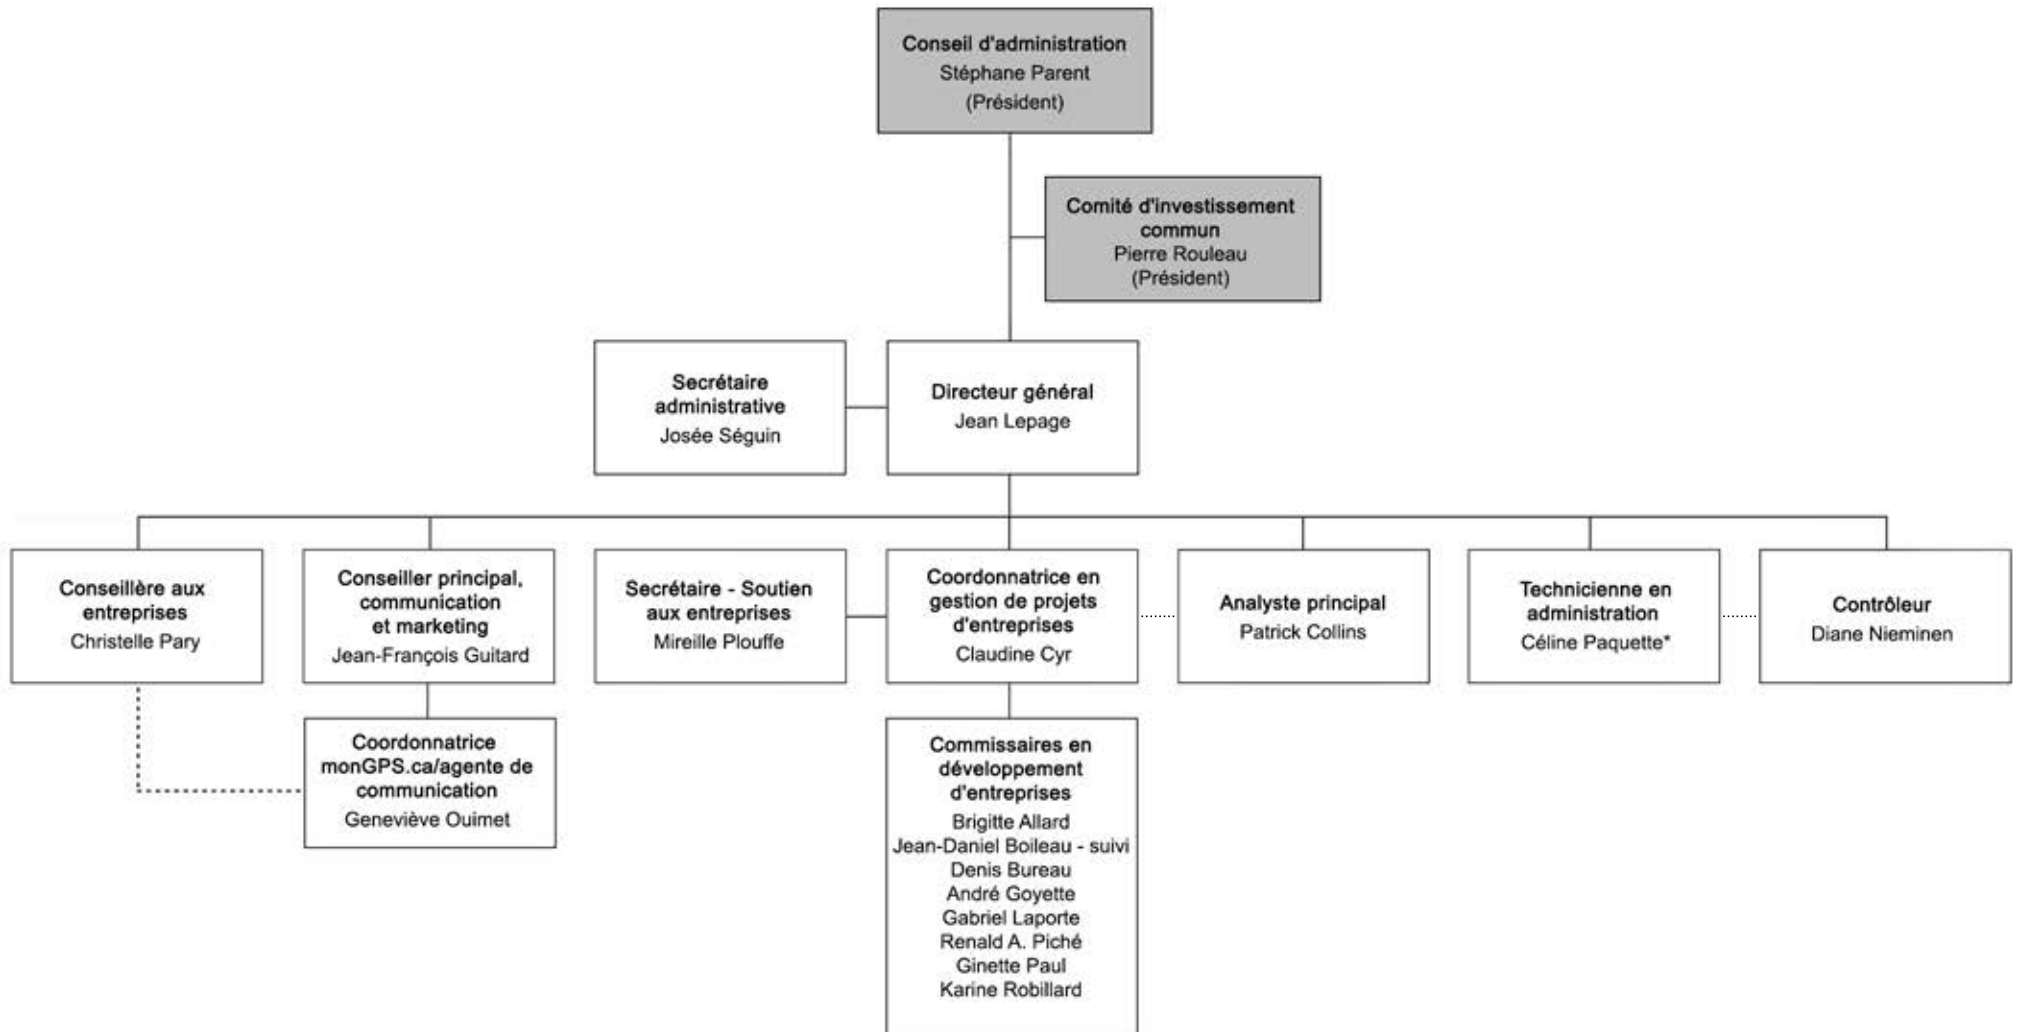 Conseil d'administration
Stéphane Parent
(Président)
Comité d'investissement
commun
Pierre Rouleau
(Président)
Secrétaire
administrative
Josée Séguin
Directeur général
Jean Lepage
Conseillère aux
entreprises
Christelle Pary
Conseiller principal,
communication
et marketing
Jean-François Guitard
Secrétaire - Soutien
aux entreprises
Mireille Plouffe
Coordonnatrice en
gestion de projets
d'entreprises
Claudine Cyr
Analyste principal
Patrick Collins
Technicienne en
administration
Céline Paquette*
Contrôleur
Diane Nieminen
Coordonnatrice
monGPS.ca/agente de
communication
Geneviève Ouimet
Commissaires en
développement
d'entreprises
Brigitte Allard
Jean-Daniel Boileau - suivi
Denis Bureau
André Goyette
Gabriel Laporte
Renald A. Piché
Ginette Paul
Karine Robillard